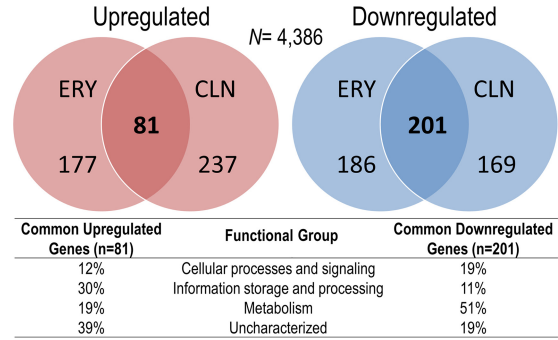 Upregulated Downregulated
N= 4,386
ERY CLN ERY CLN
81 201
177 237 186 169
Common Upregulated Genes (n=81) Functional Group Common Downregulated Genes (n=201)
12% Cellular processes and signaling 19%
30% Information storage and processing 11%
19% Metabolism 51%
39% Uncharacterized 19%